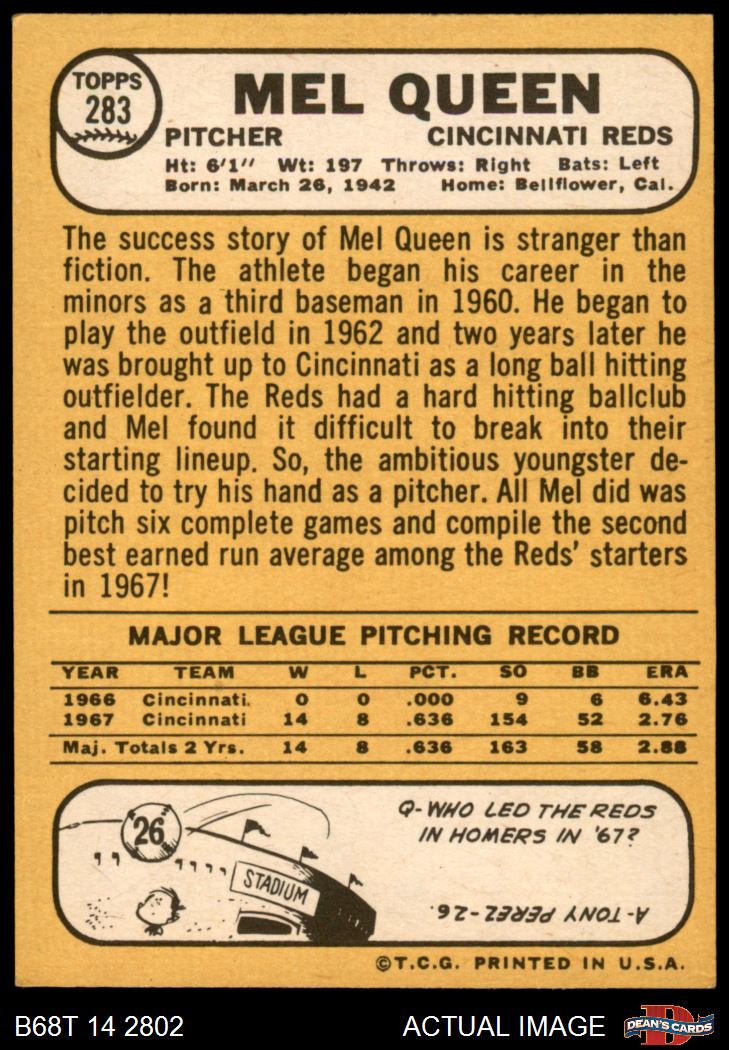 TOPPS
283
MEL QUEEN
PITCHER CINCINNATI REDS
Ht: 6'1" Wt: 197 Throws: Right Bats: Left
Born: March 26, 1942 Home: Bellflower, Cal.
The success story of Mel Queen is stranger than
fiction. The athlete began his career in the
minors as a third baseman in 1960. He began to
play the outfield in 1962 and two years later he
was brought up to Cincinnati as a long ball hitting
outfielder. The Reds had a hard hitting ballclub
and Mel found it difficult to break into their
starting lineup. So, the ambitious youngster de-
cided to try his hand as a pitcher. All Mel did was
pitch six complete games and compile the second
best earned run average among the Reds' starters
in 1967!
MAJOR LEAGUE PITCHING RECORD
YEAR TEAM W L PCT. SO BB ERA
1966 Cincinnati. 0 0 .000 9 6 6.43
1967 Cincinnati 14 8 .636 154 52 2.76
Maj. Totals 2 Yrs. 14 8 .636 163 58 2.88
26
STADIUM
Q-WHO LED THE REDS
IN HOMERS IN '67?
A-TONY PEREZ-26.
©T.C.G. PRINTED IN U.S.A.
B68T 14 2802 ACTUAL IMAGE
D
DEAN'S CARDS